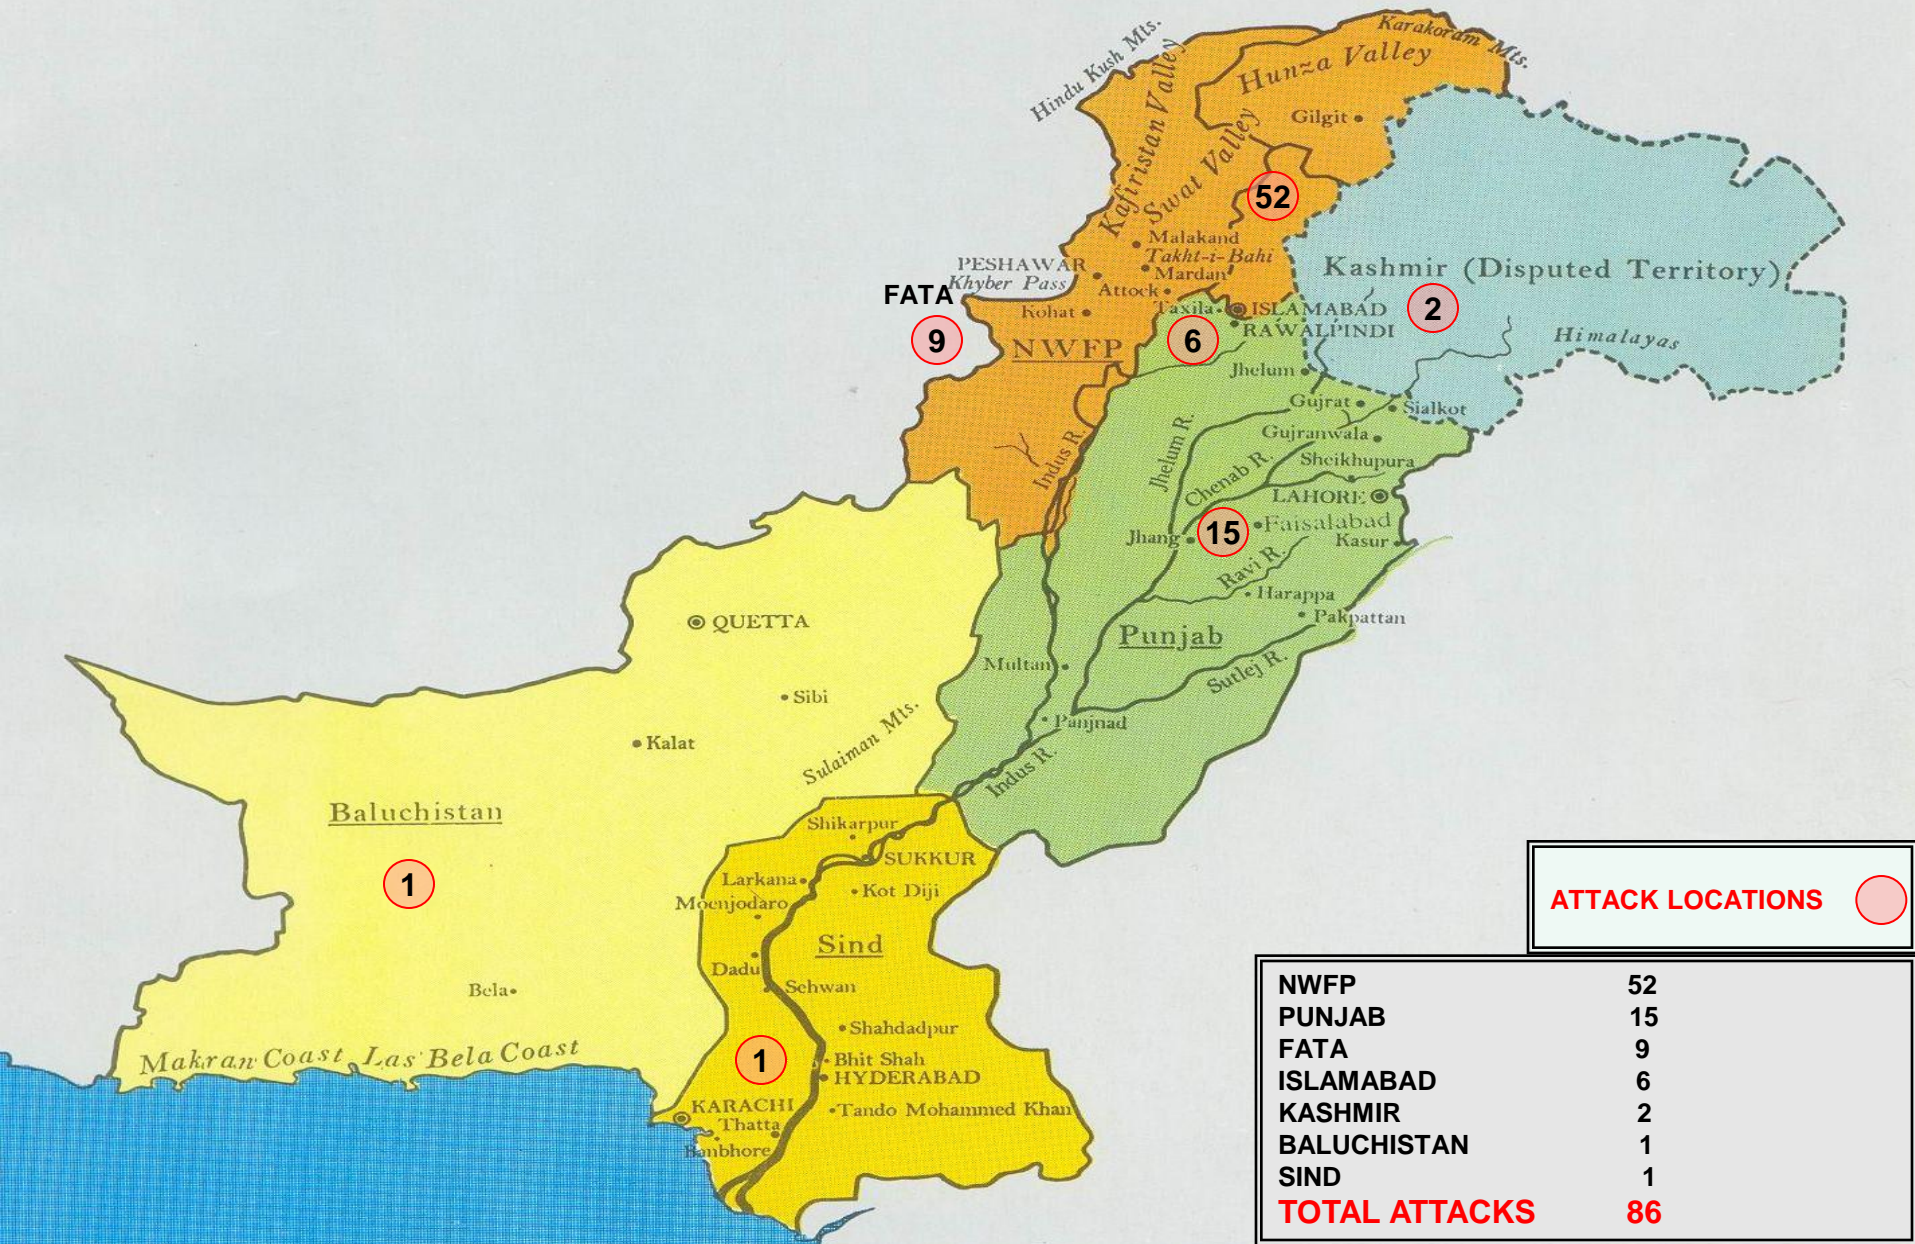 Hindu Kush Mts.
Karakoram Mts.
Hunza Valley
Kafiristan Valley
Gilgit
Swat Valley
52
Malakand
Takht-i-Bahi
Kashmir (Disputed Territory)
PESHAWAR
Mardan
Khyber Pass
Attock
FATA
Kohat
Taxila
ISLAMABAD
2
RAWALPINDI
9
NWFP
6
Himalayas
Jhelum
Gujrat
Sialkot
Jhelum R.
Gujranwala
Indus R.
Chenab R.
Sheikhupura
LAHORE
Jhang
15
Faisalabad
Kasur
Ravi R.
Harappa
QUETTA
Pakpattan
Punjab
Multan
Sutlej R.
Sibi
Panjnad
Kalat
Sulaiman Mts.
Indus R.
Baluchistan
Shikarpur
SUKKUR
1
Larkana
Kot Diji
Moenjodaro
Sind
Dadu
Sehwan
Bela
Shahdadpur
Makran Coast Las Bela Coast
1
Bhit Shah
HYDERABAD
KARACHI
Tando Mohammed Khan
Thatta
Banbhore
ATTACK LOCATIONS
NWFP 52
PUNJAB 15
FATA 9
ISLAMABAD 6
KASHMIR 2
BALUCHISTAN 1
SIND 1
TOTAL ATTACKS 86